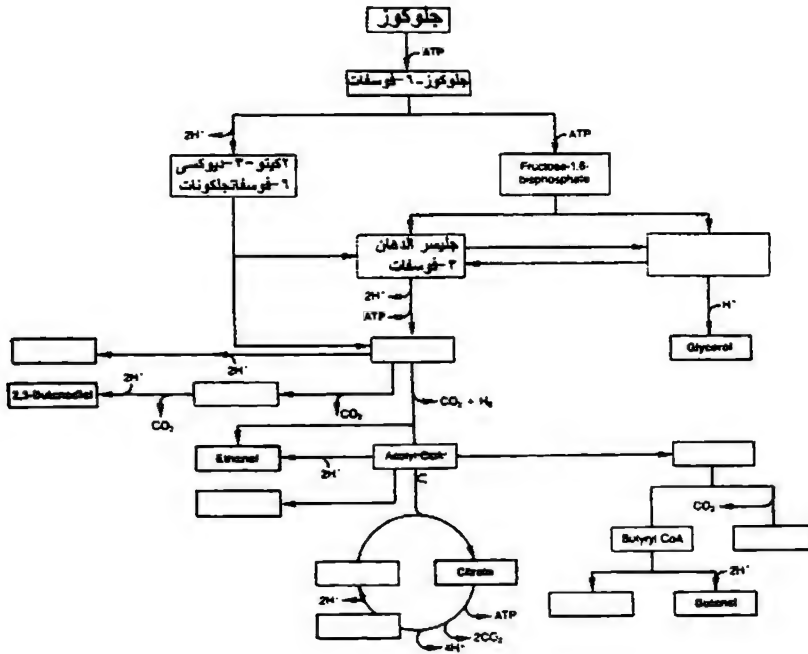 جلوكوز
ATP
جلوكوز-٦-فوسفات
2H⁺
ATP
٢كيتو-٣-ديوكسى
٦-فوسفاتجلكونات
Fructose-1,6-
bisphosphate
جليسر الدهان
٣-فوسفات
2H⁺
ATP
H⁺
Glycerol
2H⁺
2,3-Butanediol
2H⁺
CO₂
CO₂
CO₂ + H₂
Ethanol
2H⁺
Acetyl CoA
CO₂
Butyryl CoA
2H⁺
Butanol
Citrate
2H⁺
ATP
2CO₂
4H⁺